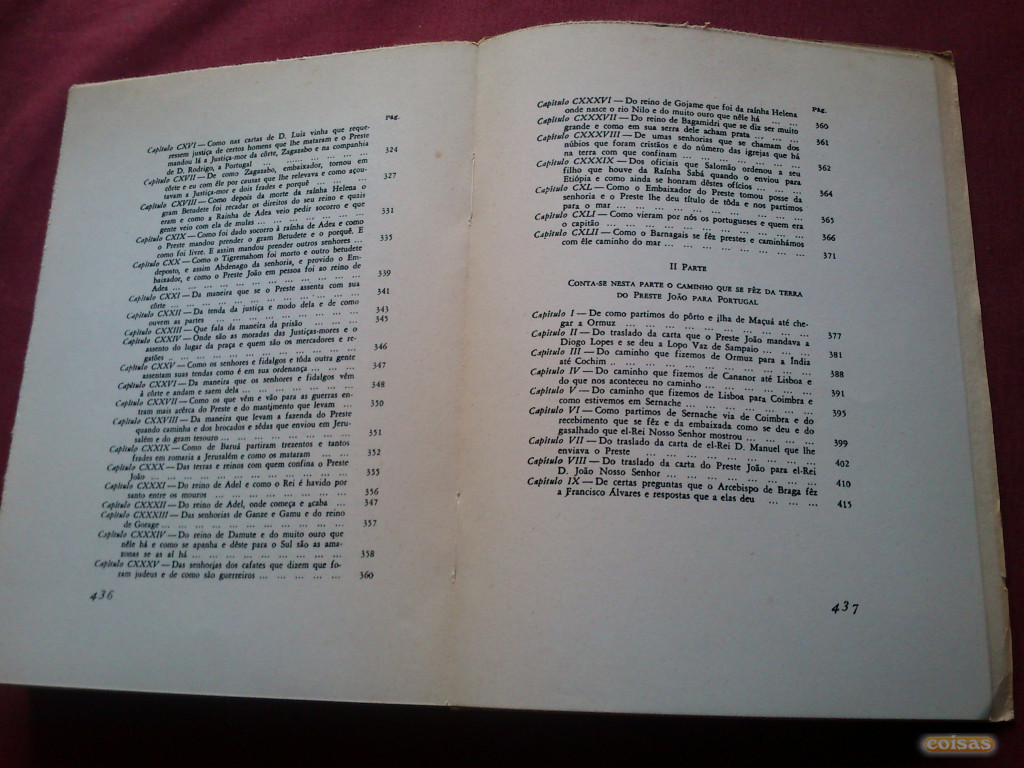 Pág.
Capítulo CXVI — Como nas cartas de D. Luis vinha que reque-
ressem justiça de certos homens que lhe mataram e o Preste
mandou lá a Justiça-mor da côrte, Zagazabo e na companhia
de D. Rodrigo, a Portugal ... ... ... ... ... ... ... 324
Capítulo CXVII — De como Zagazabo, embaixador, tornou em
côrte e eu com êle por causas que lhe relevava e como açou-
tavam a Justiça-mor e dois frades e porquê ... ... ... 327
Capítulo CXVIII — Como depois da morte da raínha Helena o
gram Betudete foi recadar os direitos do seu reino e quais
eram e como a Rainha de Adea veio pedir socorro e que
gente veio com ela de mulas ... ... ... ... ... ... 331
Capítulo CXIX — Como foi dado socorro à raínha de Adea e como
o Preste mandou prender o gram Betudete e o porquê. E
como foi livre. E assim mandou prender outros senhores ... 335
Capítulo CXX — Como o Tigremahom foi morto e outro betudete
deposto, e assim Abdenago da senhoria, e provido o Em-
baixador, e como o Preste João em pessoa foi ao reino de
Adea ... ... ... ... ... ... ... ... ... ... 339
Capítulo CXXI — Da maneira que se o Preste assenta com sua
côrte ... ... ... ... ... ... ... ... ... ... 341
Capítulo CXXII — Da tenda da justiça e modo dela e de como
ouvem as partes ... ... ... ... ... ... ... ... 343
Capítulo CXXIII — Que fala da maneira da prisão ... ... ... 345
Capítulo CXXIV — Onde são as moradas das Justiças-mores e o
assento do lugar da praça e quem são os mercadores e re-
gatões ... ... ... ... ... ... ... ... ... ... 346
Capítulo CXXV — Como os senhores e fidalgos e tôda outra gente
assentam suas tendas como é em sua ordenança ... ... ... 347
Capítulo CXXVI — Da maneira que os senhores e fidalgos vêm
à côrte e andam e saem dela ... ... ... ... ... ... 348
Capítulo CXXVII — Como os que vêm e vão para as guerras en-
tram mais acêrca do Preste e do mantimento que levam ... 350
Capítulo CXXVIII — Da maneira que levam a fazenda do Preste
quando caminha e dos brocados e sêdas que enviou em Jeru-
salém e do gram tesouro ... ... ... ... ... ... ... 351
Capítulo CXXIX — Como de Baruá partiram trezentos e tantos
frades em romaria a Jerusalém e como os mataram ... ... 352
Capítulo CXXX — Das terras e reinos com quem confina o Preste
João ... ... ... ... ... ... ... ... ... ... 355
Capítulo CXXXI — Do reino de Adel e como o Rei é havido por
santo entre os mouros ... ... ... ... ... ... ... 356
Capítulo CXXXII — Do reino de Adel, onde começa e acaba ... 347
Capítulo CXXXIII — Das senhorias de Ganze e Gamu e do reino
de Gorage ... ... ... ... ... ... ... ... ... 357
Capítulo CXXXIV — Do reino de Damute e do muito ouro que
nêle há e como se apanha e dêste para o Sul são as ama-
zonas se as aí há ... ... ... ... ... ... ... ... 358
Capítulo CXXXV — Das senhorias dos cafates que dizem que fo-
ram judeus e de como são guerreiros ... ... ... ... ... 360
436
Pág.
Capítulo CXXXVI — Do reino de Gojame que foi da raínha Helena
onde nasce o rio Nilo e do muito ouro que nêle há ... ... 360
Capítulo CXXXVII — Do reino de Bagamidri que se diz ser muito
grande e como em sua serra dele acham prata ... ... ... 361
Capítulo CXXXVIII — De umas senhorias que se chamam dos
núbios que foram cristãos e do número das igrejas que há
na terra com que confinam ... ... ... ... ... ... 362
Capítulo CXXXIX — Dos oficiais que Salomão ordenou a seu
filho que houve da Raínha Sabá quando o enviou para
Etiópia e como ainda se honram dêstes ofícios ... ... ... 364
Capítulo CXL — Como o Embaixador do Preste tomou posse da
senhoria e o Preste lhe deu título de tôda e nos partimos
para o mar ... ... ... ... ... ... ... ... ... 365
Capítulo CXLI — Como vieram por nós os portugueses e quem era
o capitão ... ... ... ... ... ... ... ... ... 366
Capítulo CXLII — Como o Barnagais se fêz prestes e caminhámos
com êle caminho do mar ... ... ... ... ... ... ... 371
II Parte
Conta-se nesta parte o caminho que se fêz da terra
do Preste João para Portugal
Capítulo I — De como partimos do pôrto e ilha de Maçuá até che-
gar a Ormuz ... ... ... ... ... ... ... ... ... 377
Capítulo II — Do traslado da carta que o Preste João mandava a
Diogo Lopes e se deu a Lopo Vaz de Sampaio ... ... ... 381
Capítulo III — Do caminho que fizemos de Ormuz para a Índia
até Cochim ... ... ... ... ... ... ... ... ... 388
Capítulo IV — Do caminho que fizemos de Cananor até Lisboa e
do que nos aconteceu no caminho ... ... ... ... ... 391
Capítulo V — Do caminho que fizemos de Lisboa para Coimbra e
como estivemos em Sernache ... ... ... ... ... ... 395
Capítulo VI — Como partimos de Sernache via de Coimbra e do
recebimento que se fêz e da embaixada como se deu e do
gasalhado que el-Rei Nosso Senhor mostrou ... ... ... ... 399
Capítulo VII — Do traslado da carta de el-Rei D. Manuel que lhe
enviava o Preste ... ... ... ... ... ... ... ... 402
Capítulo VIII — Do traslado da carta do Preste João para el-Rei
D. João Nosso Senhor ... ... ... ... ... ... ... 410
Capítulo IX — De certas preguntas que o Arcebispo de Braga fêz
a Francisco Álvares e respostas que a elas deu ... ... ... 415
437
coisas